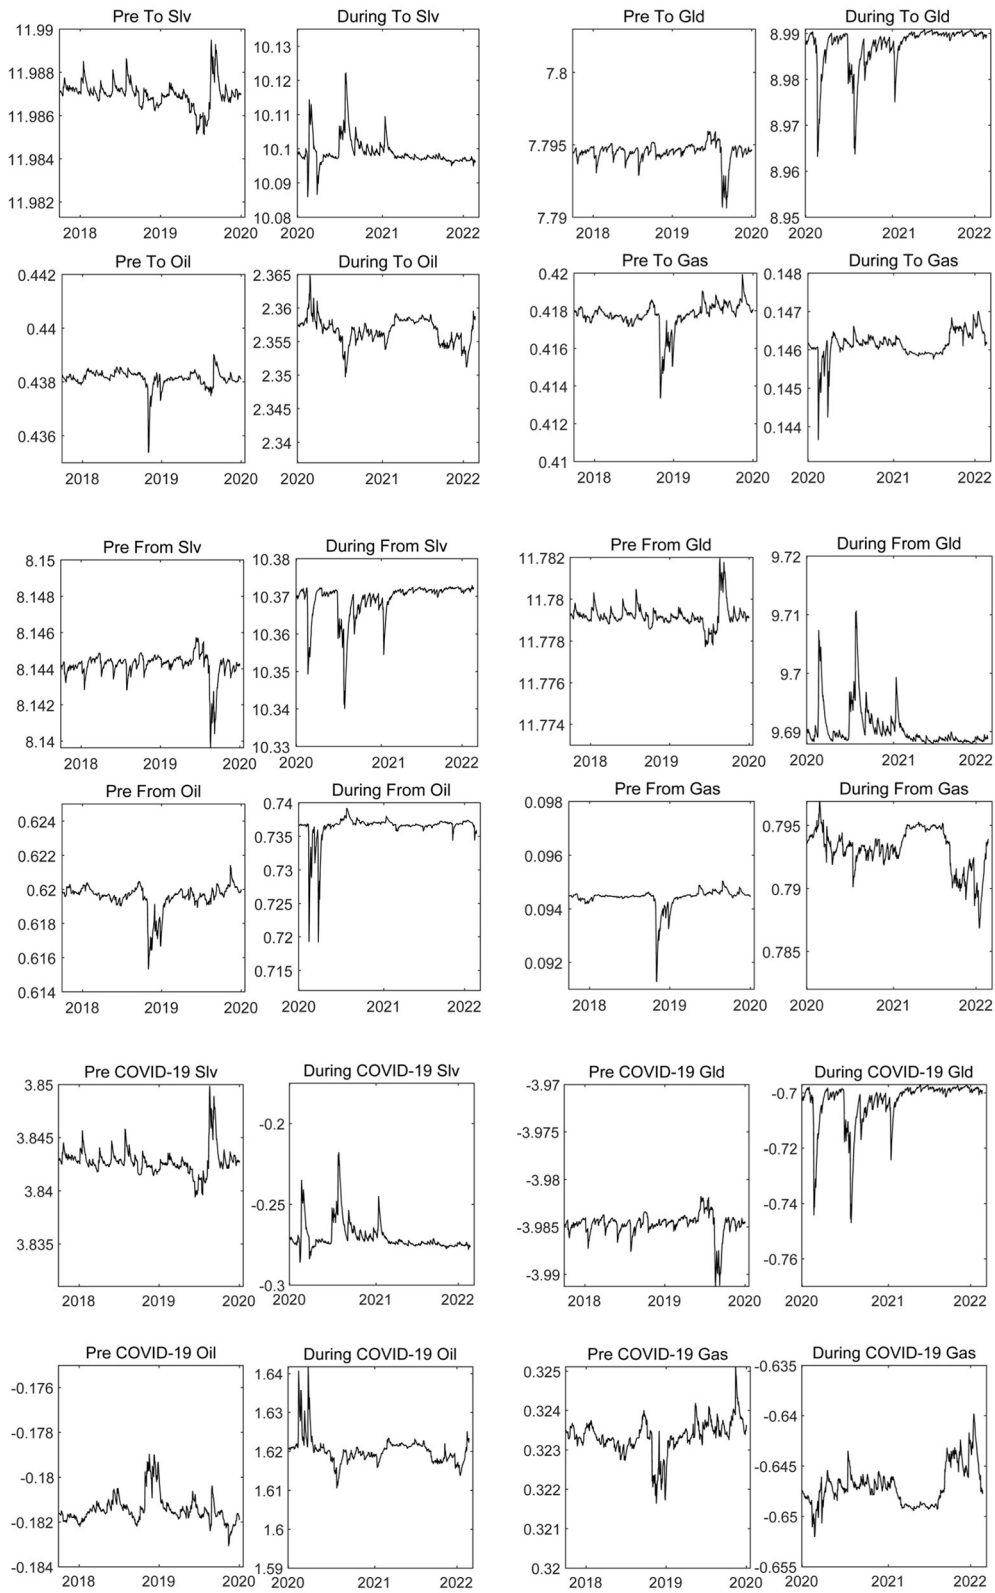 Pre To Slv
11.99
11.988
11.986
11.984
11.982
2018 2019 2020
During To Slv
10.13
10.12
10.11
10.1
10.09
10.08
2020 2021 2022
Pre To Gld
7.8
7.795
7.79
2018 2019 2020
During To Gld
8.99
8.98
8.97
8.96
8.95
2020 2021 2022
Pre To Oil
0.442
0.44
0.438
0.436
2018 2019 2020
During To Oil
2.365
2.36
2.355
2.35
2.345
2.34
2020 2021 2022
Pre To Gas
0.42
0.418
0.416
0.414
0.412
0.41
2018 2019 2020
During To Gas
0.148
0.147
0.146
0.145
0.144
2020 2021 2022
Pre From Slv
8.15
8.148
8.146
8.144
8.142
8.14
2018 2019 2020
During From Slv
10.38
10.37
10.36
10.35
10.34
10.33
2020 2021 2022
Pre From Gld
11.782
11.78
11.778
11.776
11.774
2018 2019 2020
During From Gld
9.72
9.71
9.7
9.69
2020 2021 2022
Pre From Oil
0.624
0.622
0.62
0.618
0.616
0.614
2018 2019 2020
During From Oil
0.74
0.735
0.73
0.725
0.72
0.715
2020 2021 2022
Pre From Gas
0.098
0.096
0.094
0.092
2018 2019 2020
During From Gas
0.795
0.79
0.785
2020 2021 2022
Pre COVID-19 Slv
3.85
3.845
3.84
3.835
2018 2019 2020
During COVID-19 Slv
-0.2
-0.25
-0.3
2020 2021 2022
Pre COVID-19 Gld
-3.97
-3.975
-3.98
-3.985
-3.99
2018 2019 2020
During COVID-19 Gld
-0.7
-0.72
-0.74
-0.76
2020 2021 2022
Pre COVID-19 Oil
-0.176
-0.178
-0.18
-0.182
-0.184
2018 2019 2020
During COVID-19 Oil
1.64
1.63
1.62
1.61
1.6
1.59
2020 2021 2022
Pre COVID-19 Gas
0.325
0.324
0.323
0.322
0.321
0.32
2018 2019 2020
During COVID-19 Gas
-0.635
-0.64
-0.645
-0.65
-0.655
2020 2021 2022